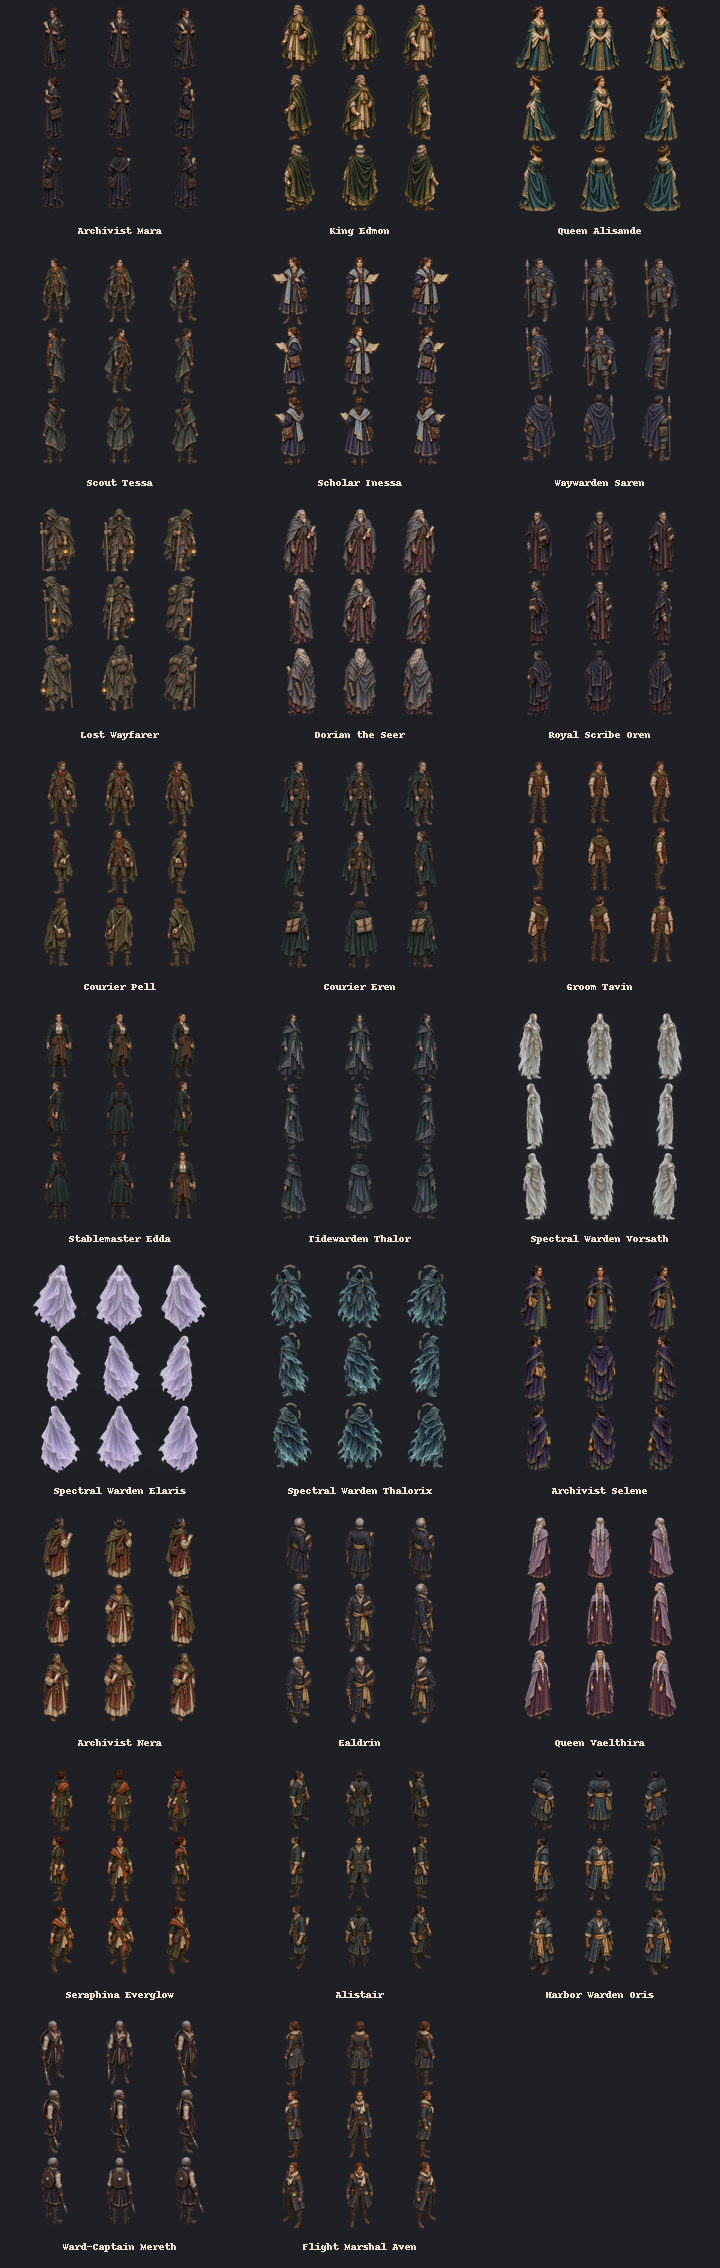 Archivist Mara
King Edmon
Queen Alisande
Scout Tessa
Scholar Inessa
Waywarden Saren
Lost Wayfarer
Dorian the Seer
Royal Scribe Oren
Courier Pell
Courier Eren
Groom Tavin
Stablemaster Edda
Tidewarden Thalor
Spectral Warden Vorsath
Spectral Warden Elaris
Spectral Warden Thalorix
Archivist Selene
Archivist Nera
Ealdrin
Queen Vaelthira
Seraphina Everglow
Alistair
Harbor Warden Oris
Ward-Captain Mereth
Flight Marshal Aven